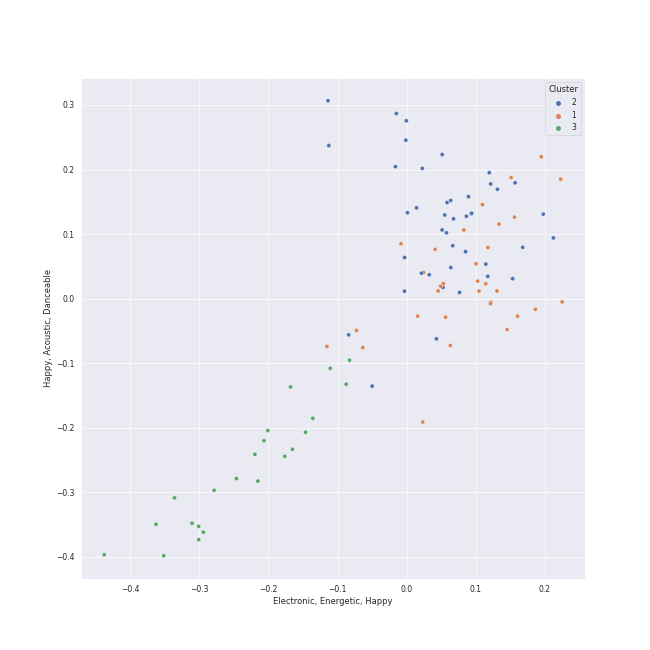 Cluster
2
1
3
0.3
0.2
0.1
0.0
−0.1
−0.2
−0.3
−0.4
Happy, Acoustic, Danceable
−0.4 −0.3 −0.2 −0.1 0.0 0.1 0.2
Electronic, Energetic, Happy